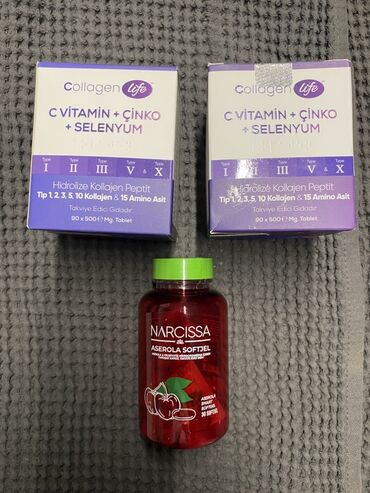 Collagen life
C VİTAMİN + ÇİNKO
+ SELENYUM
Type Type Type Type Type
I II III V & X
Hidrolize Kollajen Peptit
Tip 1, 2, 3, 5, 10 Kollajen & 15 Amino Asit
Takviye Edici Gıdadır
90 x 500 e Mg. Tablet
Collagen life
C VİTAMİN + ÇİNKO
+ SELENYUM
Type Type Type Type Type
I II III V & X
Hidrolize Kollajen Peptit
Tip 1, 2, 3, 5, 10 Kollajen & 15 Amino Asit
Takviye Edici Gıdadır
90 x 500 e Mg. Tablet
NARCISSA
ASEROLA SOFTJEL
ASEROLA
SOFTJEL